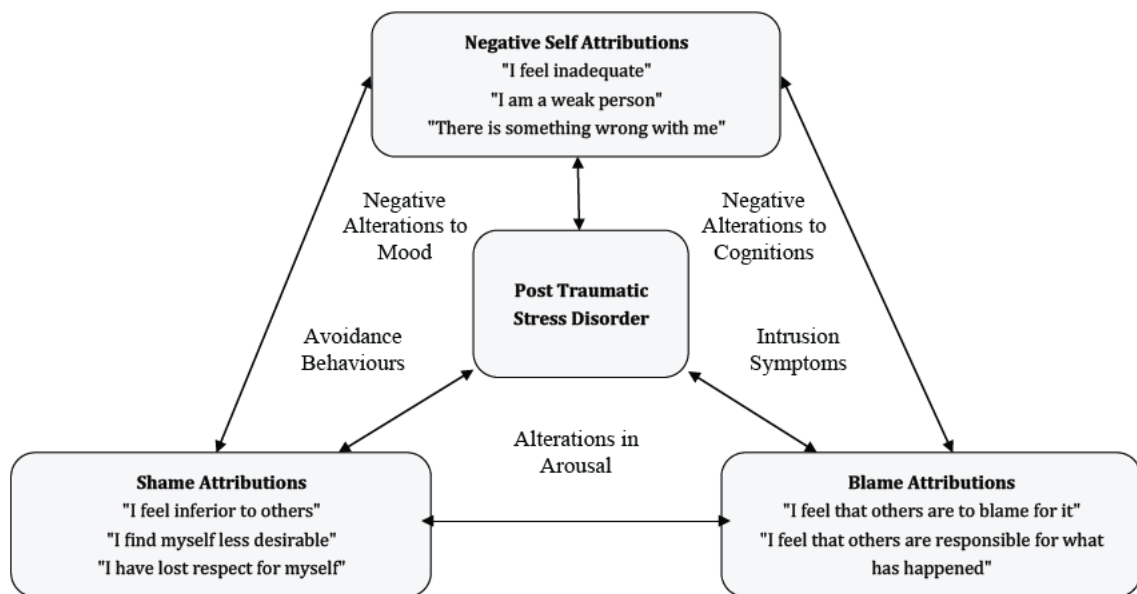 Negative Self Attributions
"I feel inadequate"
"I am a weak person"
"There is something wrong with me"
Negative
Alterations to
Mood
Negative
Alterations to
Cognitions
Post Traumatic
Stress Disorder
Avoidance
Behaviours
Intrusion
Symptoms
Alterations in
Arousal
Shame Attributions
"I feel inferior to others"
"I find myself less desirable"
"I have lost respect for myself"
Blame Attributions
"I feel that others are to blame for it"
"I feel that others are responsible for what
has happened"